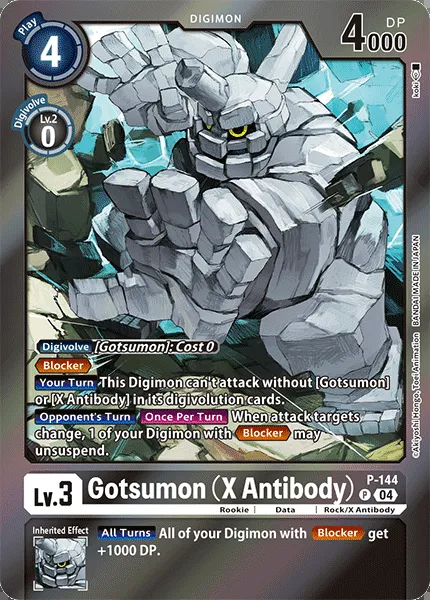 DIGIMON
Play
4
DP
4000
Digivolve
Lv.2
0
koki
©Akiyoshi Hongo, Toei Animation BANDAI MADE IN JAPAN
Digivolve [Gotsumon]: Cost 0
Blocker
Your Turn This Digimon can't attack without [Gotsumon]
or [X Antibody] in its digivolution cards.
Opponent's Turn Once Per Turn When attack targets
change, 1 of your Digimon with Blocker may
unsuspend.
P-144
Lv.3 Gotsumon (X Antibody) P 04
Rookie Data Rock/X Antibody
Inherited Effect
All Turns All of your Digimon with Blocker get
+1000 DP.